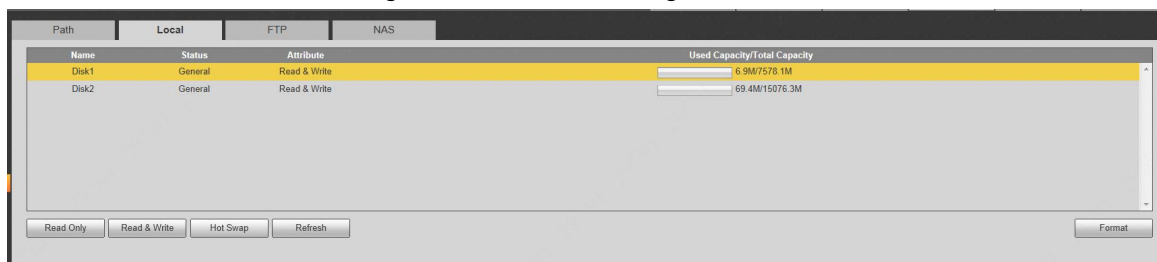 Path Local FTP NAS
Name Status Attribute Used Capacity/Total Capacity
Disk1 General Read & Write 6.9M/7578.1M
Disk2 General Read & Write 69.4M/15076.3M
Read Only Read & Write Hot Swap Refresh Format